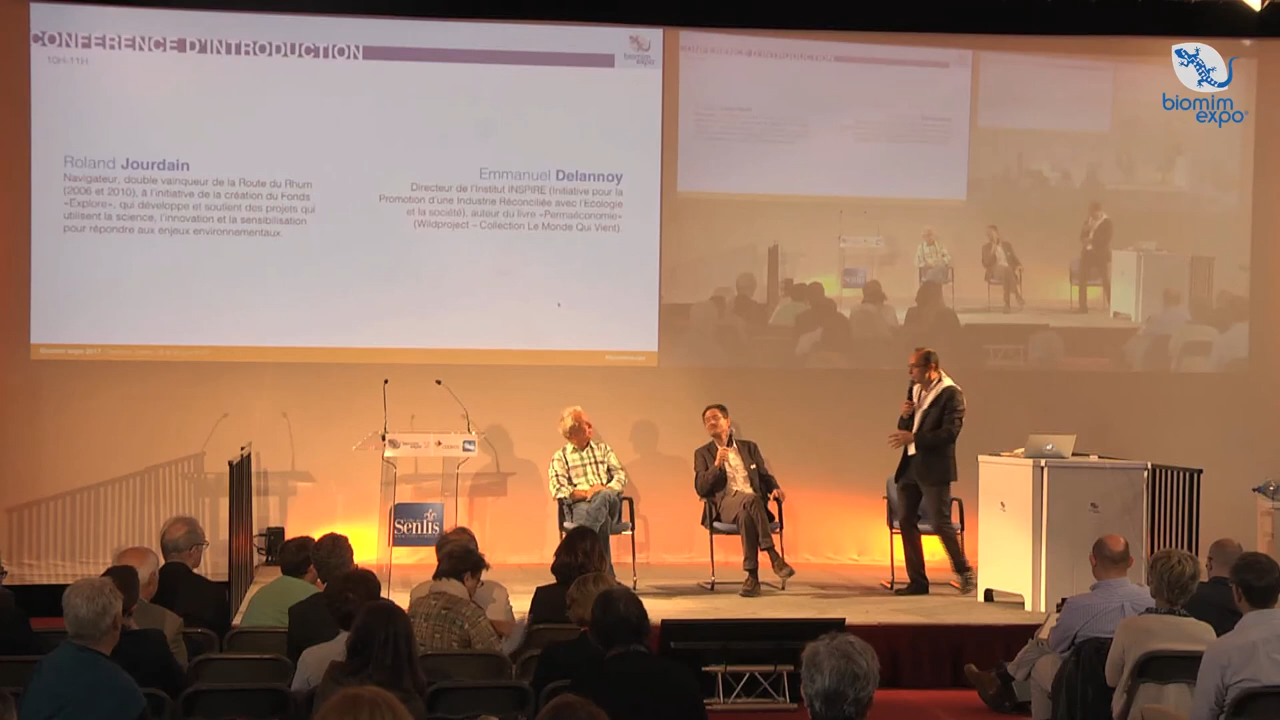 CONFERENCE D'INTRODUCTION
10H-11H
biomim
expo
Roland Jourdain
Navigateur, double vainqueur de la Route du Rhum
(2006 et 2010), à l'initiative de la création du Fonds
«Explore», qui développe et soutient des projets qui
utilisent la science, l'innovation et la sensibilisation
pour répondre aux enjeux environnementaux.
Emmanuel Delannoy
Directeur de l'Institut INSPIRE (Initiative pour la
Promotion d'une Industrie Réconciliée avec l'Ecologie
et la société), auteur du livre «Permaéconomie»
(Wildproject – Collection Le Monde Qui Vient).
biomim
expo
Senlis